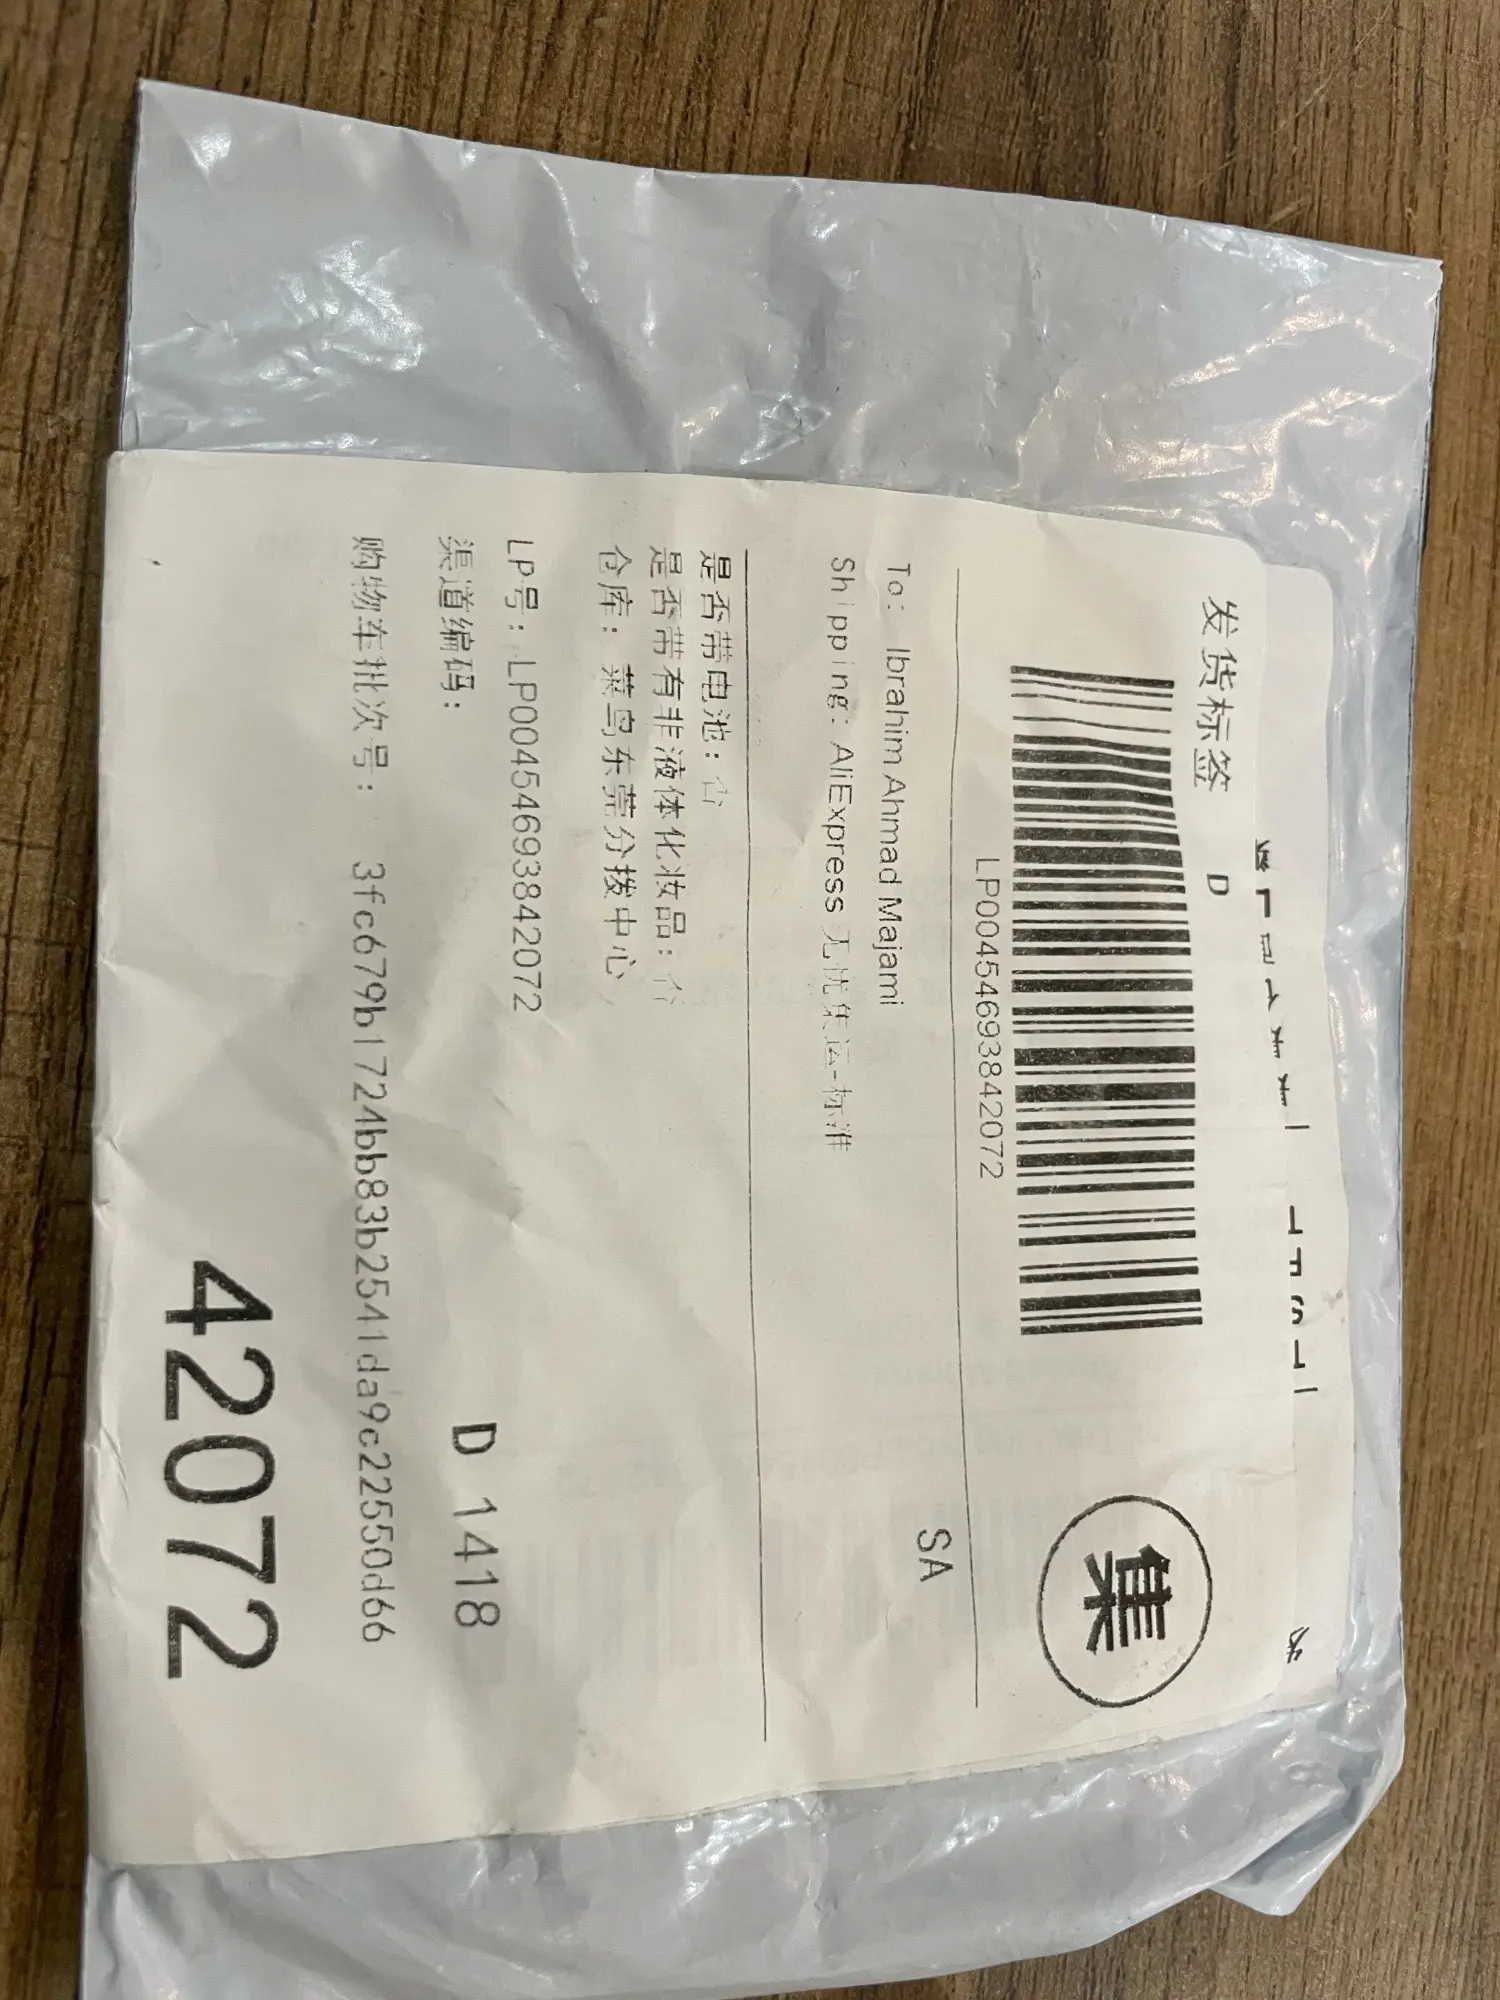 发货标签 D
集
LP00454693842072
SA
To: Ibrahim Ahmad Majami
Shipping: AliExpress 无忧集运-标准
是否带电池: 否
是否带有非液体化妆品: 否
仓库: 菜鸟东莞分拨中心
LP号: LP00454693842072
渠道编码:
D 1418
购物车批次号: 3fc679b1724bb83b2541da9c22550d66
42072